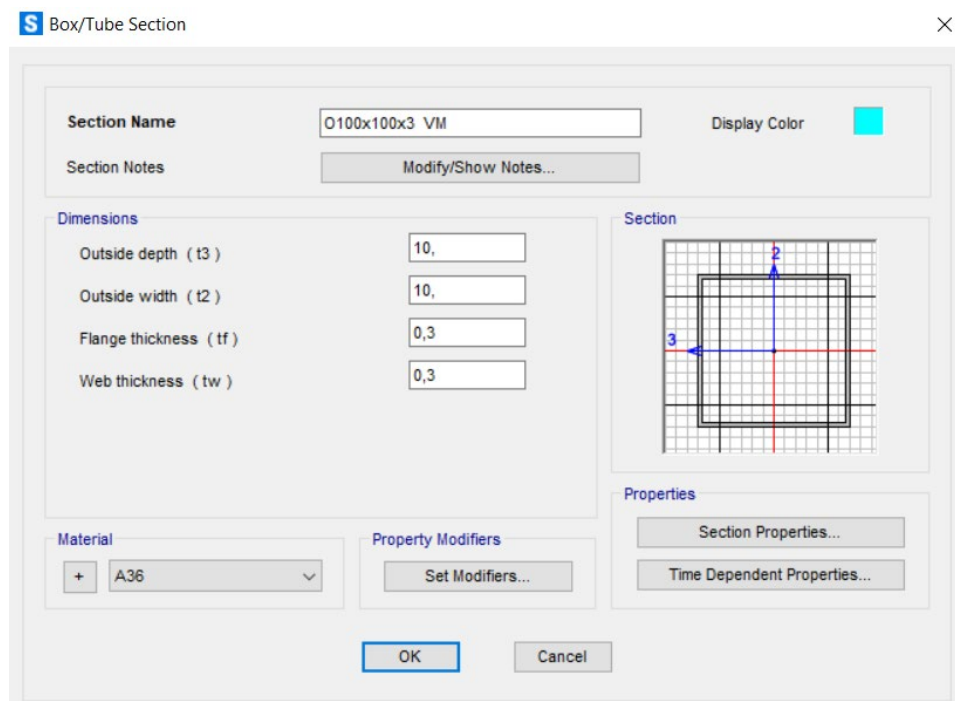 S Box/Tube Section
Section Name O100x100x3 VM Display Color
Section Notes Modify/Show Notes...
Dimensions
Outside depth ( t3 ) 10,
Outside width ( t2 ) 10,
Flange thickness ( tf ) 0,3
Web thickness ( tw ) 0,3
Section
2
3
Properties
Section Properties...
Time Dependent Properties...
Material
+ A36
Property Modifiers
Set Modifiers...
OK Cancel